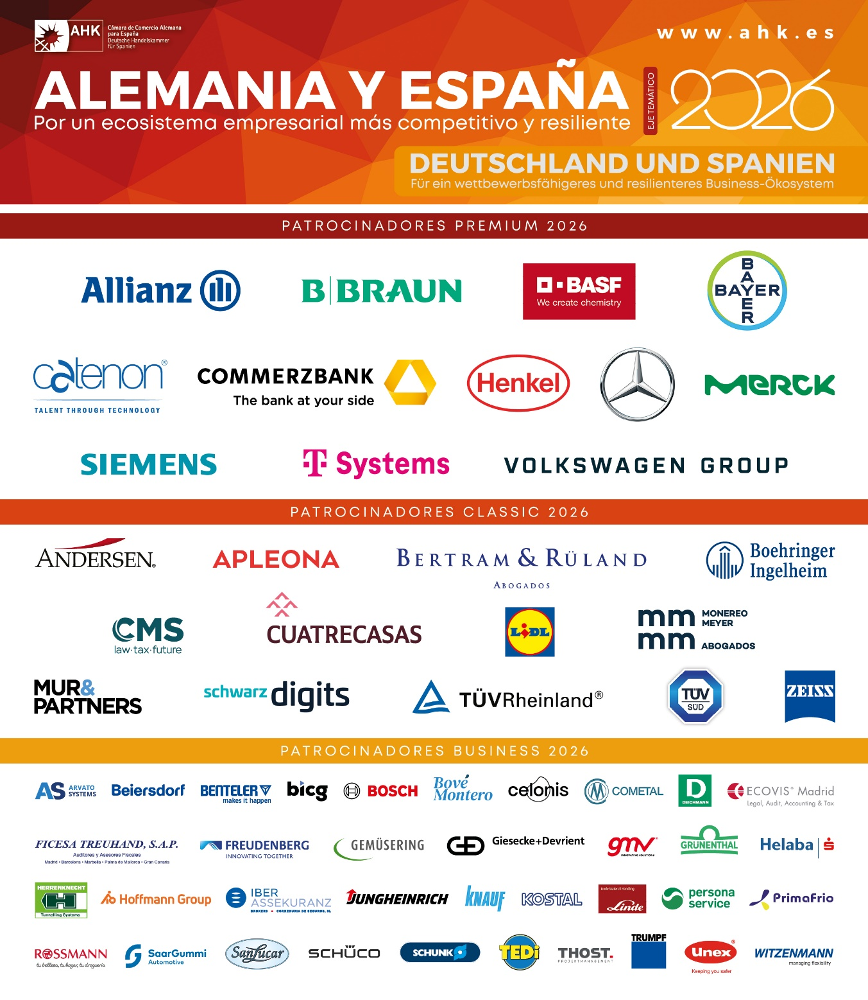 AHK
Cámara de Comercio Alemana
para España
Deutsche Handelskammer
für Spanien
www.ahk.es
ALEMANIA Y ESPAÑA
Por un ecosistema empresarial más competitivo y resiliente
EJE TEMÁTICO
2026
DEUTSCHLAND UND SPANIEN
Für ein wettbewerbsfähigeres und resilienteres Business-Ökosystem
PATROCINADORES PREMIUM 2026
Allianz
B|BRAUN
BASF
We create chemistry
BAYER
BAYER
catenon®
TALENT THROUGH TECHNOLOGY
COMMERZBANK
The bank at your side
Henkel
MERCK
SIEMENS
T Systems
VOLKSWAGEN GROUP
PATROCINADORES CLASSIC 2026
ANDERSEN®
APLEONA
BERTRAM & RÜLAND
ABOGADOS
Boehringer
Ingelheim
CMS
law·tax·future
CUATRECASAS
LIDL
mm MONEREO
MEYER
mm ABOGADOS
MUR&
PARTNERS
schwarz digits
TÜVRheinland®
TÜV
SÜD
ZEISS
PATROCINADORES BUSINESS 2026
AS ARVATO
SYSTEMS
Beiersdorf
BENTELER
makes it happen
bicg
BOSCH
Bové
Montero
celonis
COMETAL
D
DEICHMANN
ECOVIS® Madrid
Legal, Audit, Accounting & Tax
FICESA TREUHAND, S.A.P.
Auditores y Asesores Fiscales
Madrid • Barcelona • Marbella • Palma de Mallorca • Gran Canaria
FREUDENBERG
INNOVATING TOGETHER
GEMÜSERING
Giesecke+Devrient
gmv®
INNOVATING SOLUTIONS
GRÜNENTHAL
Helaba
HERRENKNECHT
Tunnelling Systems
Hoffmann Group
IBER
ASSEKURANZ
BROKERS • CORREDURIA DE SEGUROS, SL
JUNGHEINRICH
KNAUF
KOSTAL
Linde Material Handling
Linde
persona
service
PrimaFrio
ROSSMANN
tu belleza, tu hogar, tu droguería
SaarGummi
Automotive
SanLucar
SCHÜCO
SCHUNK
TEDi
THOST.
PROJEKTMANAGEMENT
TRUMPF
Unex®
Keeping you safer
WITZENMANN
managing flexibility